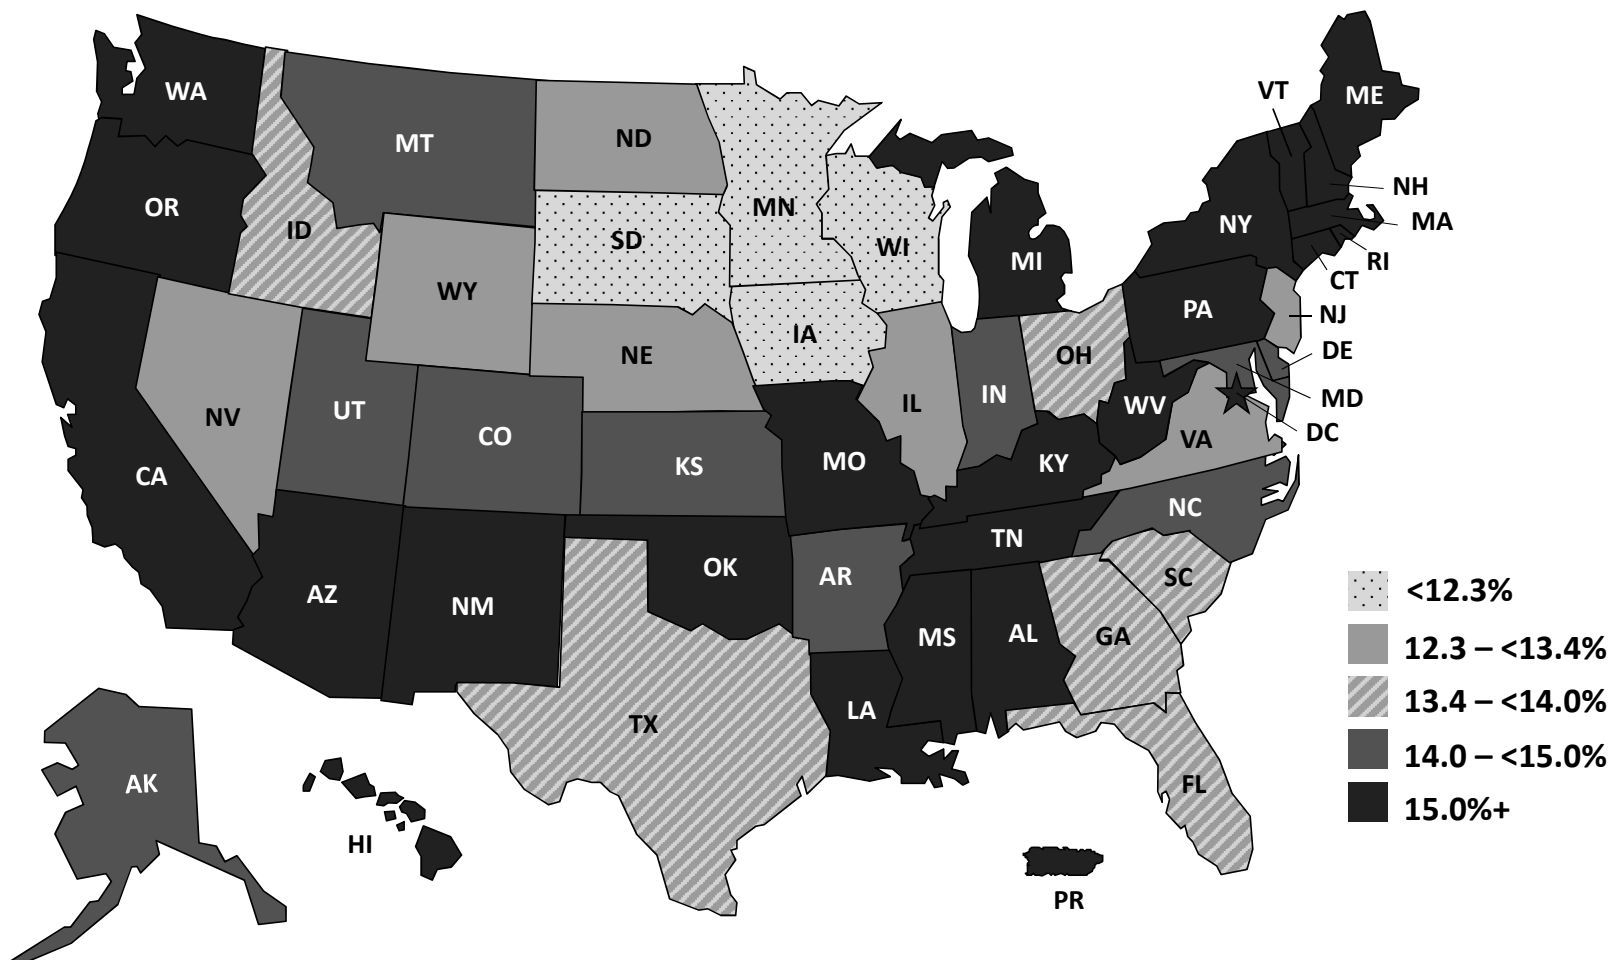 WA
VT
ME
MT
ND
NH
OR
MN
MA
ID
SD
NY
WI
RI
MI
CT
WY
PA
NJ
IA
NE
OH
DE
UT
NV
CO
IL
IN
WV
MD
VA
DC
CA
KS
MO
KY
NC
TN
AZ
NM
OK
AR
SC
<12.3%
MS
AL
GA
12.3 – <13.4%
TX
LA
13.4 – <14.0%
AK
FL
14.0 – <15.0%
HI
15.0%+
PR